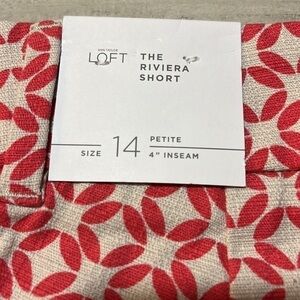 ANN TAYLOR
LOFT
THE
RIVIERA
SHORT
SIZE 14 PETITE
4" INSEAM